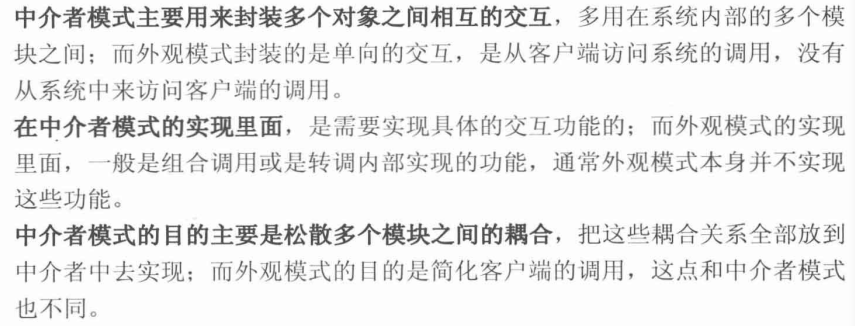 中介者模式主要用来封装多个对象之间相互的交互，多用在系统内部的多个模
块之间；而外观模式封装的是单向的交互，是从客户端访问系统的调用，没有
从系统中来访问客户端的调用。
在中介者模式的实现里面，是需要实现具体的交互功能的；而外观模式的实现
里面，一般是组合调用或是转调内部实现的功能，通常外观模式本身并不实现
这些功能。
中介者模式的目的主要是松散多个模块之间的耦合，把这些耦合关系全部放到
中介者中去实现；而外观模式的目的是简化客户端的调用，这点和中介者模式
也不同。